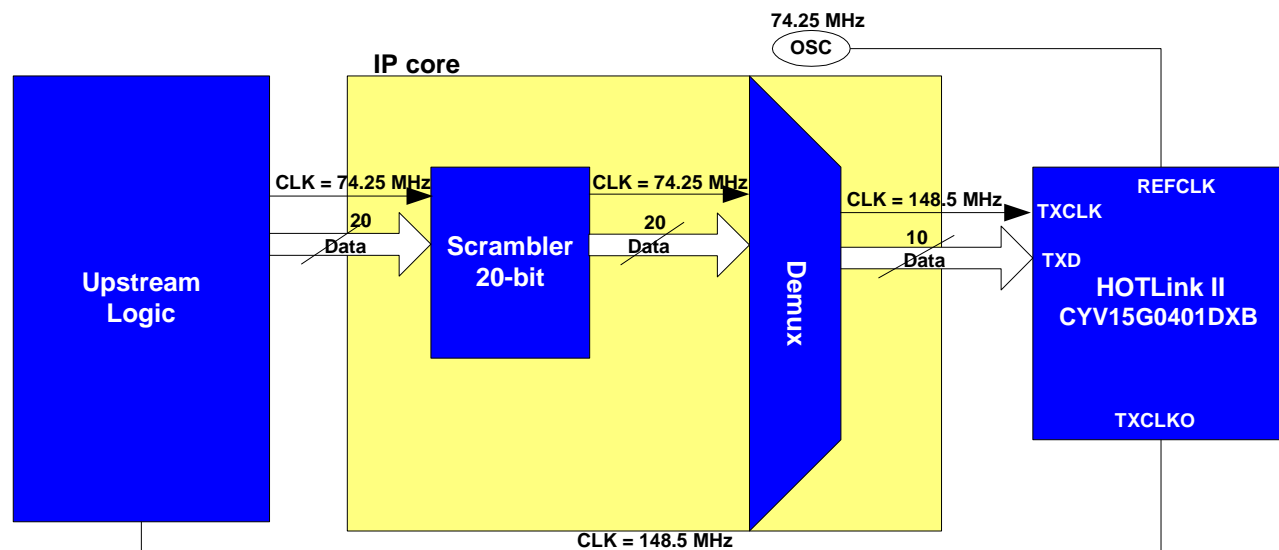 74.25 MHz
OSC
IP core
CLK = 74.25 MHz
20
Data
Upstream
Logic
Scrambler
20-bit
CLK = 74.25 MHz
20
Data
Demux
CLK = 148.5 MHz
10
Data
REFCLK
TXCLK
TXD
HOTLink II
CYV15G0401DXB
TXCLKO
CLK = 148.5 MHz